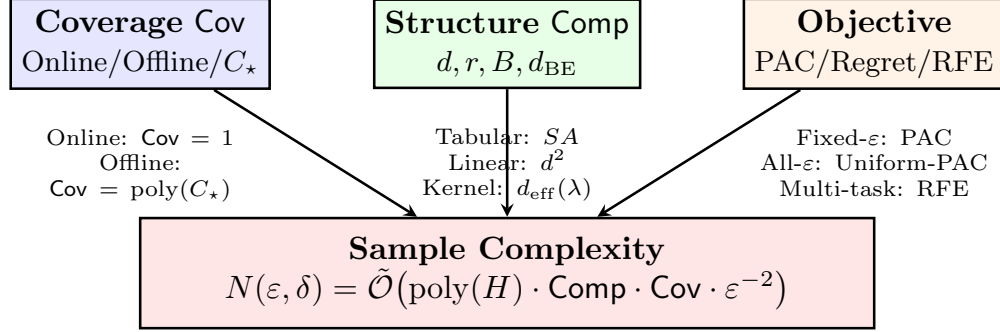 Coverage Cov
Online/Offline/C⋆
Structure Comp
d, r, B, d_BE
Objective
PAC/Regret/RFE
Online: Cov = 1
Offline:
Cov = poly(C⋆)
Tabular: SA
Linear: d²
Kernel: d_eff(λ)
Fixed-ε: PAC
All-ε: Uniform-PAC
Multi-task: RFE
Sample Complexity
N(ε, δ) = Õ(poly(H) · Comp · Cov · ε⁻²)